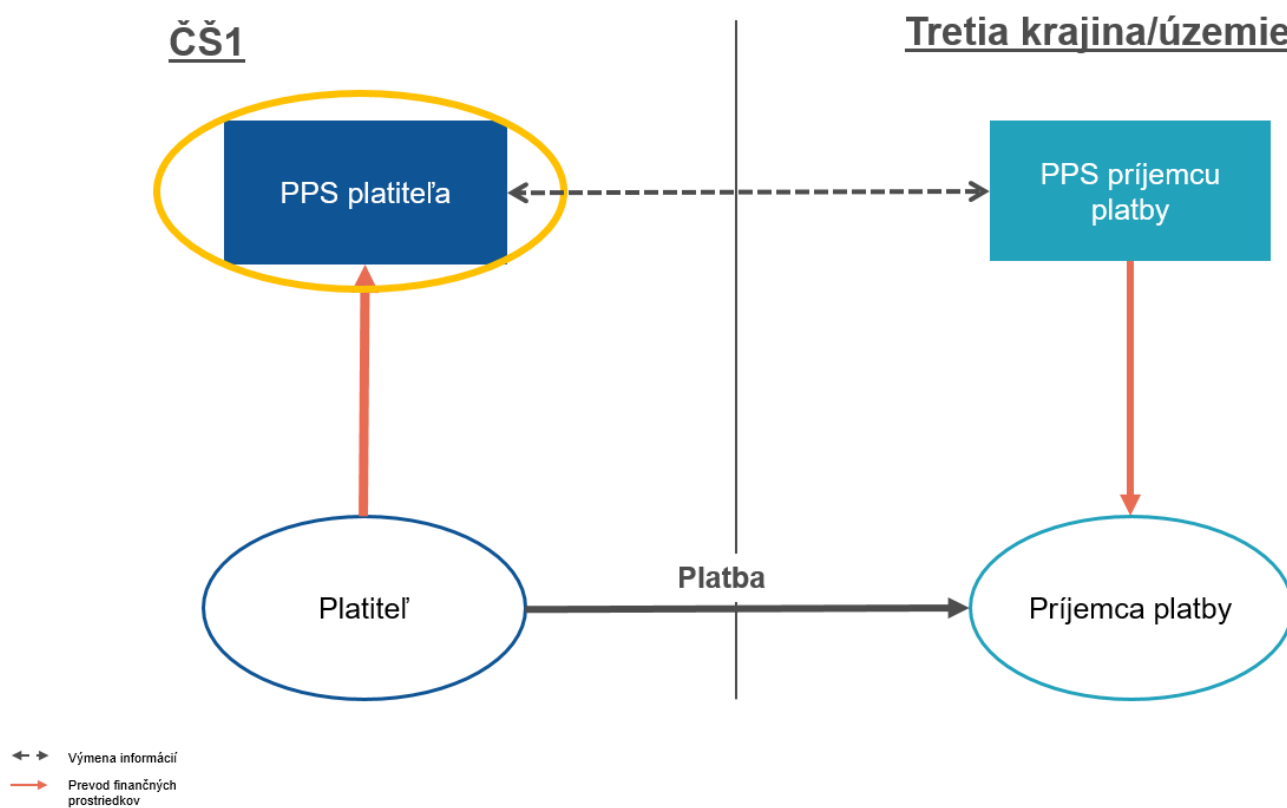 ČŠ1
Tretia krajina/územie
PPS platiteľa
PPS príjemcu
platby
Platba
Platiteľ
Príjemca platby
Výmena informácií
Prevod finančných
prostriedkov